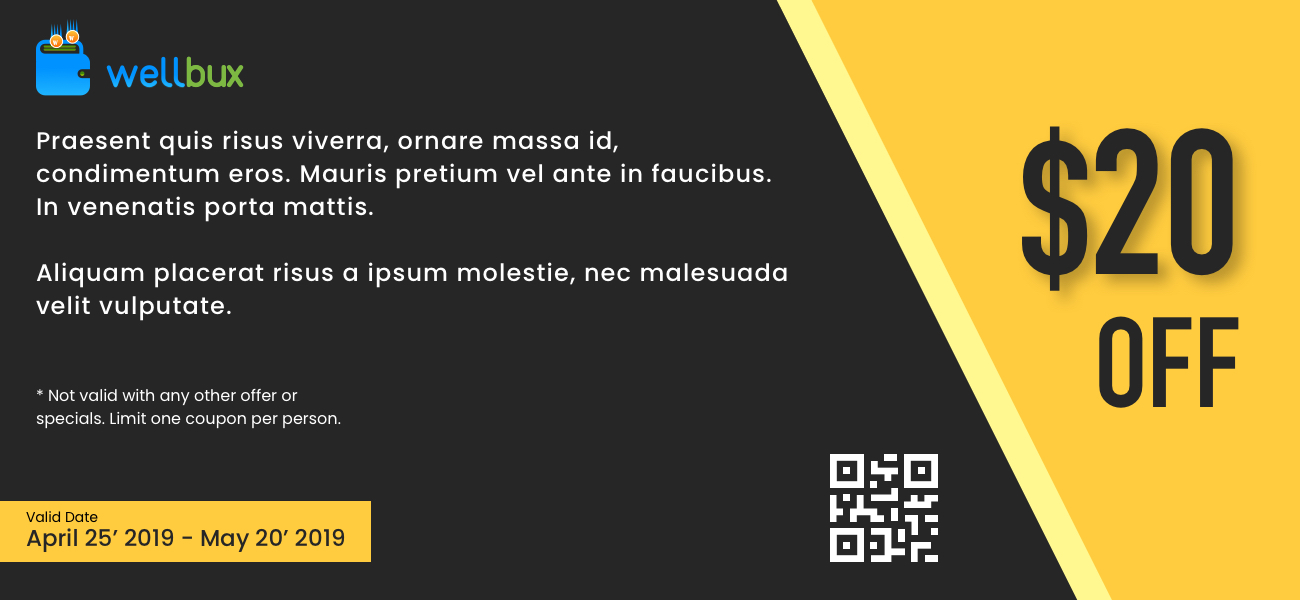 wellbux
Praesent quis risus viverra, ornare massa id,
condimentum eros. Mauris pretium vel ante in faucibus.
In venenatis porta mattis.
Aliquam placerat risus a ipsum molestie, nec malesuada
velit vulputate.
* Not valid with any other offer or
specials. Limit one coupon per person.
Valid Date
April 25’ 2019 - May 20’ 2019
$20
OFF